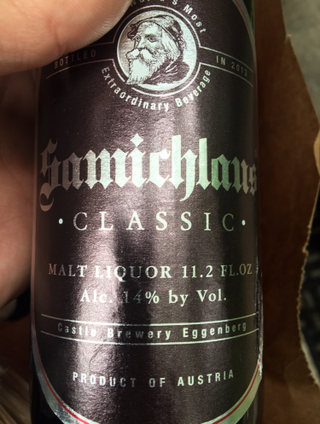 World's Most
BOTTLED IN 2013
Extraordinary Beverage
Samichlaus
·CLASSIC·
MALT LIQUOR 11.2 FL.OZ
Alc. 14% by Vol.
Castle Brewery Eggenberg
PRODUCT OF AUSTRIA